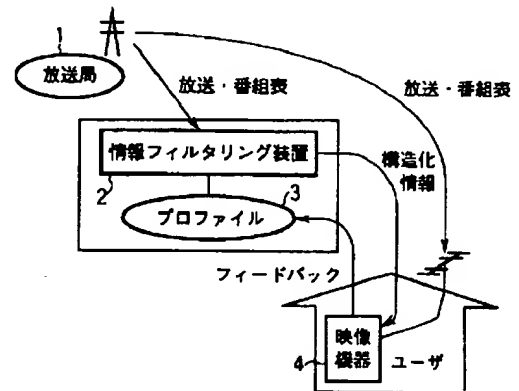 1
放送局
放送・番組表
放送・番組表
情報フィルタリング装置
構造化
情報
2
3
プロファイル
フィードバック
映像
機器
4
ユーザ